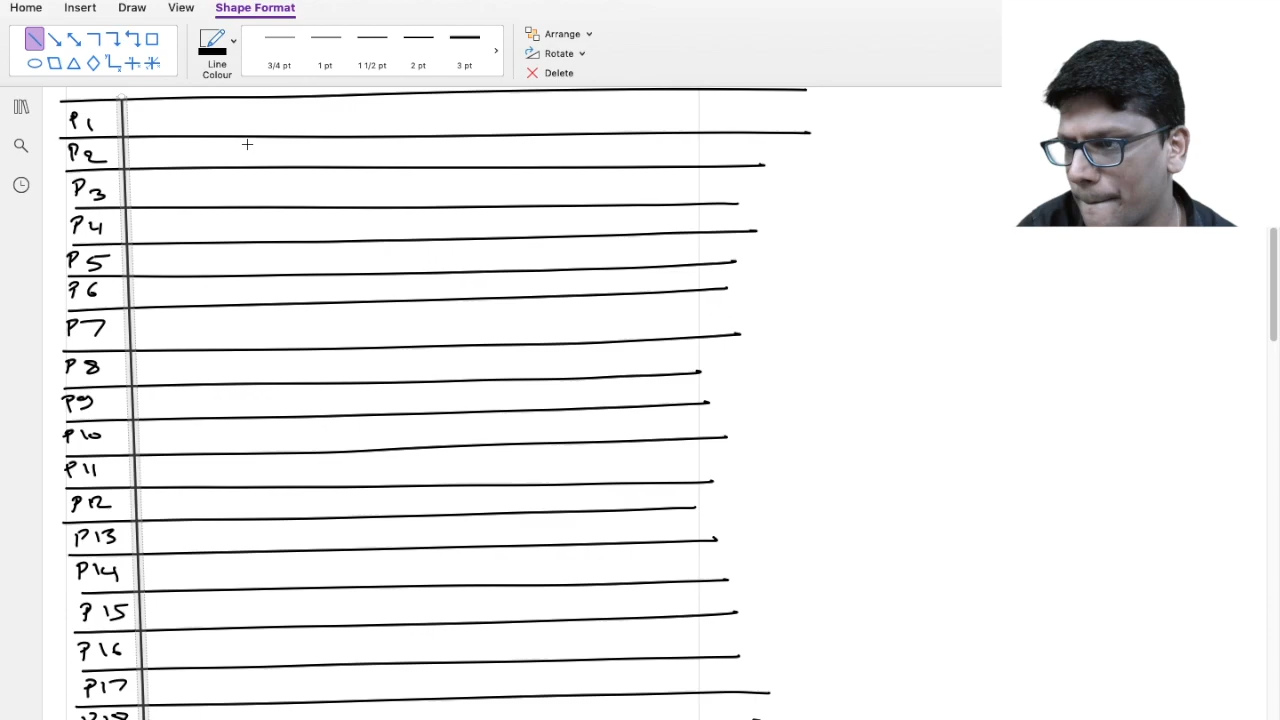 Home Insert Draw View Shape Format
Line Colour
3/4 pt 1 pt 1 1/2 pt 2 pt 3 pt
Arrange
Rotate
Delete
P1
P2
P3
P4
P5
P6
P7
P8
P9
P10
P11
P12
P13
P14
P15
P16
P17